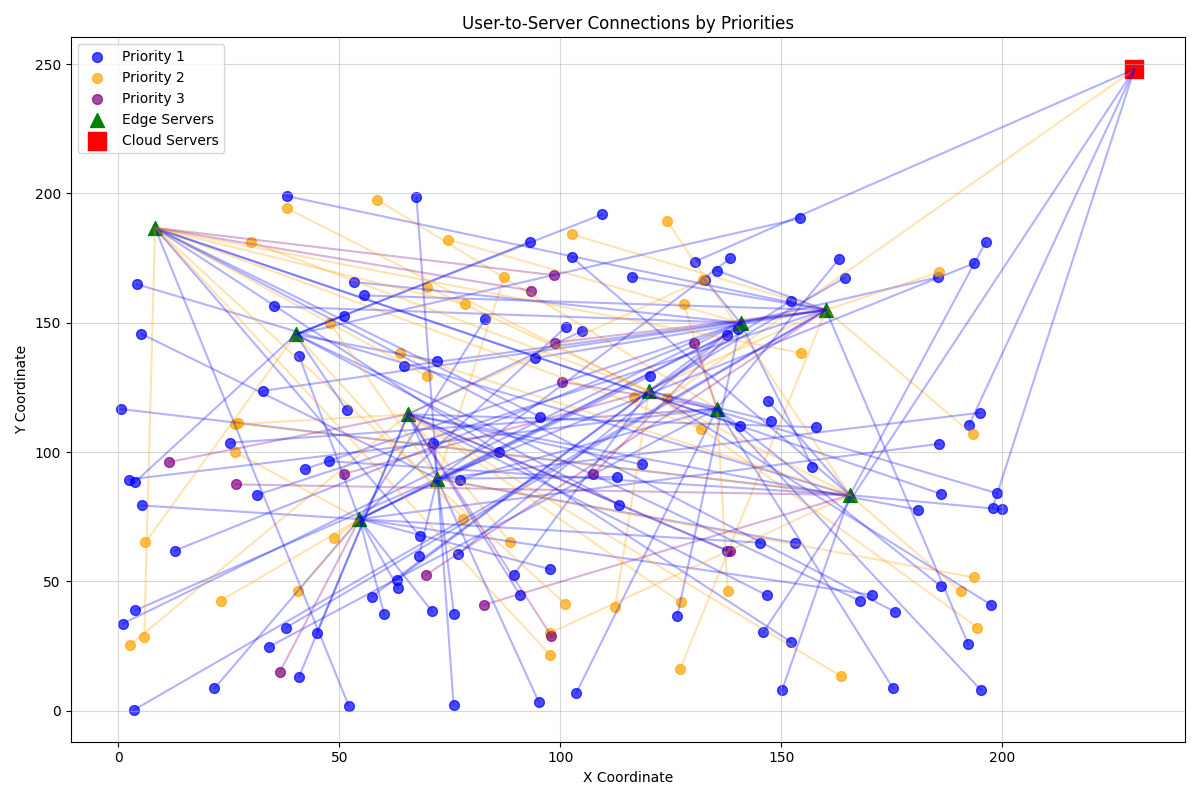 User-to-Server Connections by Priorities
Priority 1
Priority 2
Priority 3
Edge Servers
Cloud Servers
Y Coordinate
250
200
150
100
50
0
0
50
100
150
200
X Coordinate